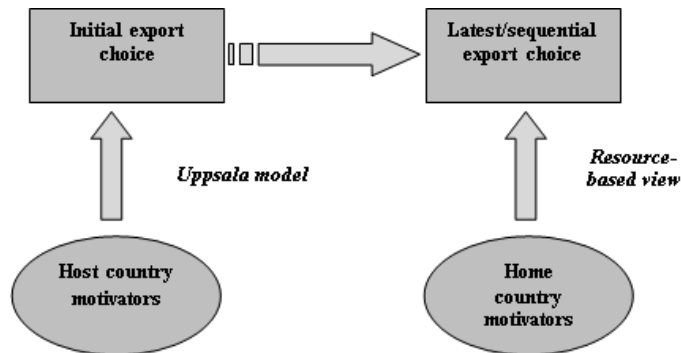 Initial export
choice
Latest/sequential
export choice
Uppsala model
Resource-
based view
Host country
motivators
Home
country
motivators